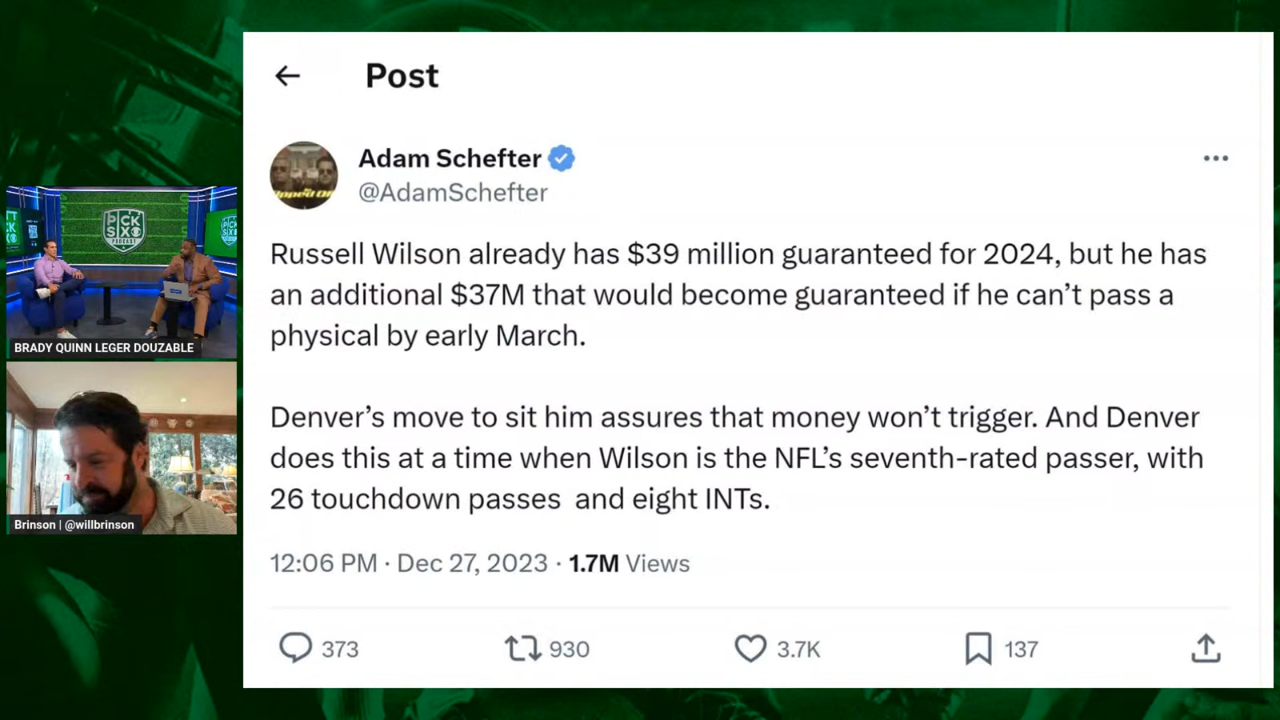 Post
Adam Schefter
@AdamSchefter
Russell Wilson already has $39 million guaranteed for 2024, but he has
an additional $37M that would become guaranteed if he can’t pass a
physical by early March.
Denver’s move to sit him assures that money won’t trigger. And Denver
does this at a time when Wilson is the NFL’s seventh-rated passer, with
26 touchdown passes  and eight INTs.
12:06 PM · Dec 27, 2023 · 1.7M Views
373
930
3.7K
137
PICK
SIX
PODCAST
BRADY QUINN LEGER DOUZABLE
Brinson | @willbrinson